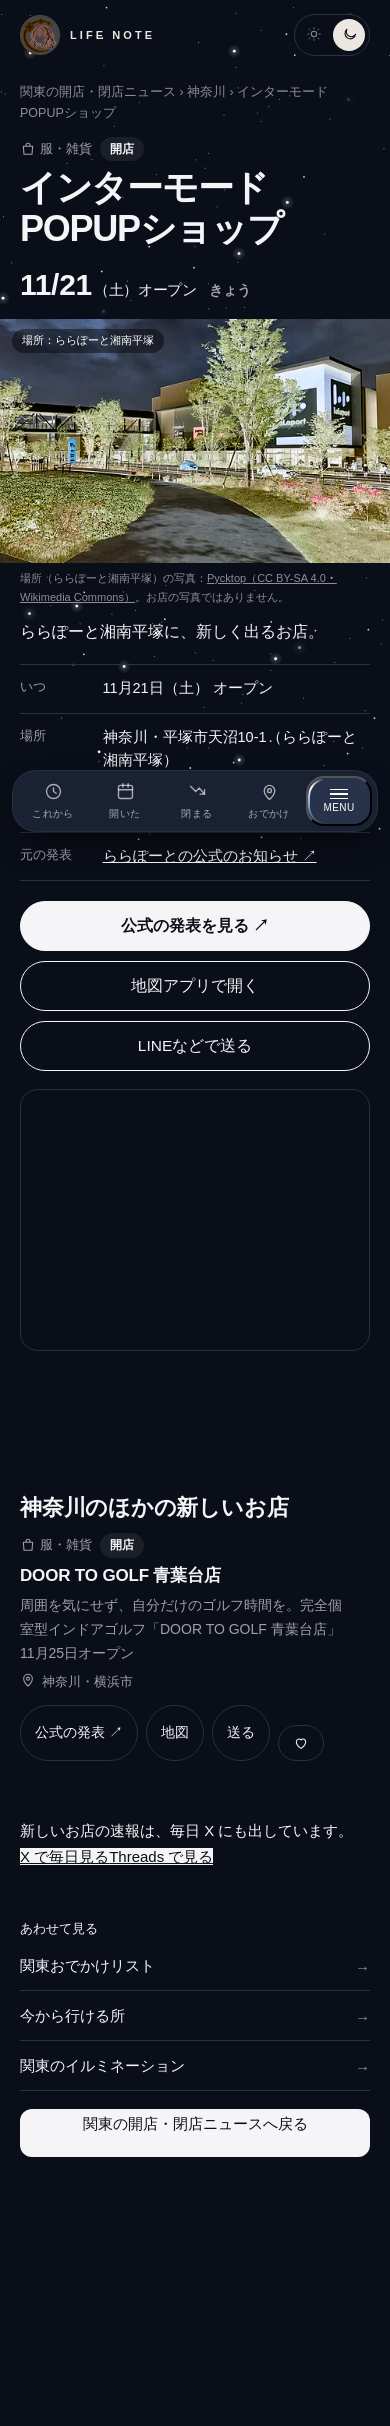 LIFE NOTE
関東の開店・閉店ニュース › 神奈川 › インターモード
POPUPショップ
服・雑貨 開店
インターモード
POPUPショップ
11/21（土）オープン きょう
場所：ららぽーと湘南平塚
場所（ららぽーと湘南平塚）の写真：Pycktop（CC BY-SA 4.0・
Wikimedia Commons）。お店の写真ではありません。
ららぽーと湘南平塚に、新しく出るお店。
いつ 11月21日（土） オープン
場所 神奈川・平塚市天沼10-1（ららぽーと
湘南平塚）
これから 開いた 閉まる おでかけ MENU
元の発表 ららぽーとの公式のお知らせ ↗
公式の発表を見る ↗
地図アプリで開く
LINEなどで送る
神奈川のほかの新しいお店
服・雑貨 開店
DOOR TO GOLF 青葉台店
周囲を気にせず、自分だけのゴルフ時間を。完全個
室型インドアゴルフ「DOOR TO GOLF 青葉台店」
11月25日オープン
神奈川・横浜市
公式の発表 ↗ 地図 送る
新しいお店の速報は、毎日 X にも出しています。
X で毎日見るThreads で見る
あわせて見る
関東おでかけリスト →
今から行ける所 →
関東のイルミネーション →
関東の開店・閉店ニュースへ戻る